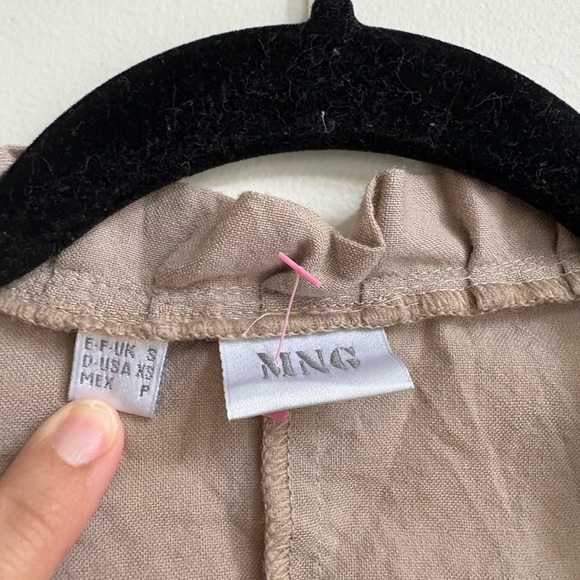 E-F-UK S
D-USA XS
MEX P
MNG